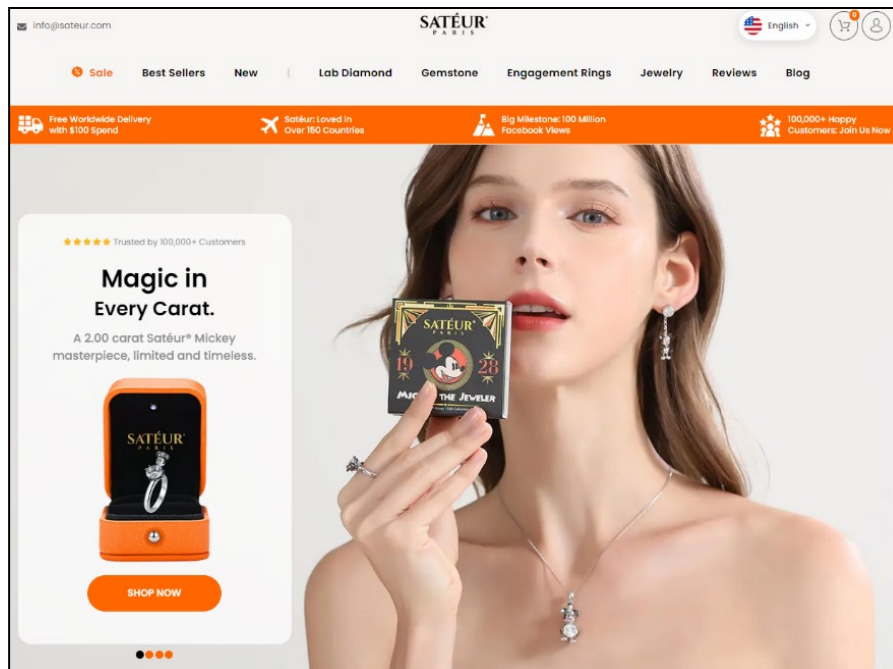 info@sateur.com
SATÉUR®
PARIS
English
0
Sale
Best Sellers
New
Lab Diamond
Gemstone
Engagement Rings
Jewelry
Reviews
Blog
Free Worldwide Delivery
with $100 Spend
Satéur: Loved in
Over 150 Countries
Big Milestone: 100 Million
Facebook Views
100,000+ Happy
Customers: Join Us Now
Trusted by 100,000+ Customers
Magic in
Every Carat.
A 2.00 carat Satéur® Mickey
masterpiece, limited and timeless.
SATÉUR
PARIS
SHOP NOW
SATÉUR®
PARIS
19 28
THE JEWELER